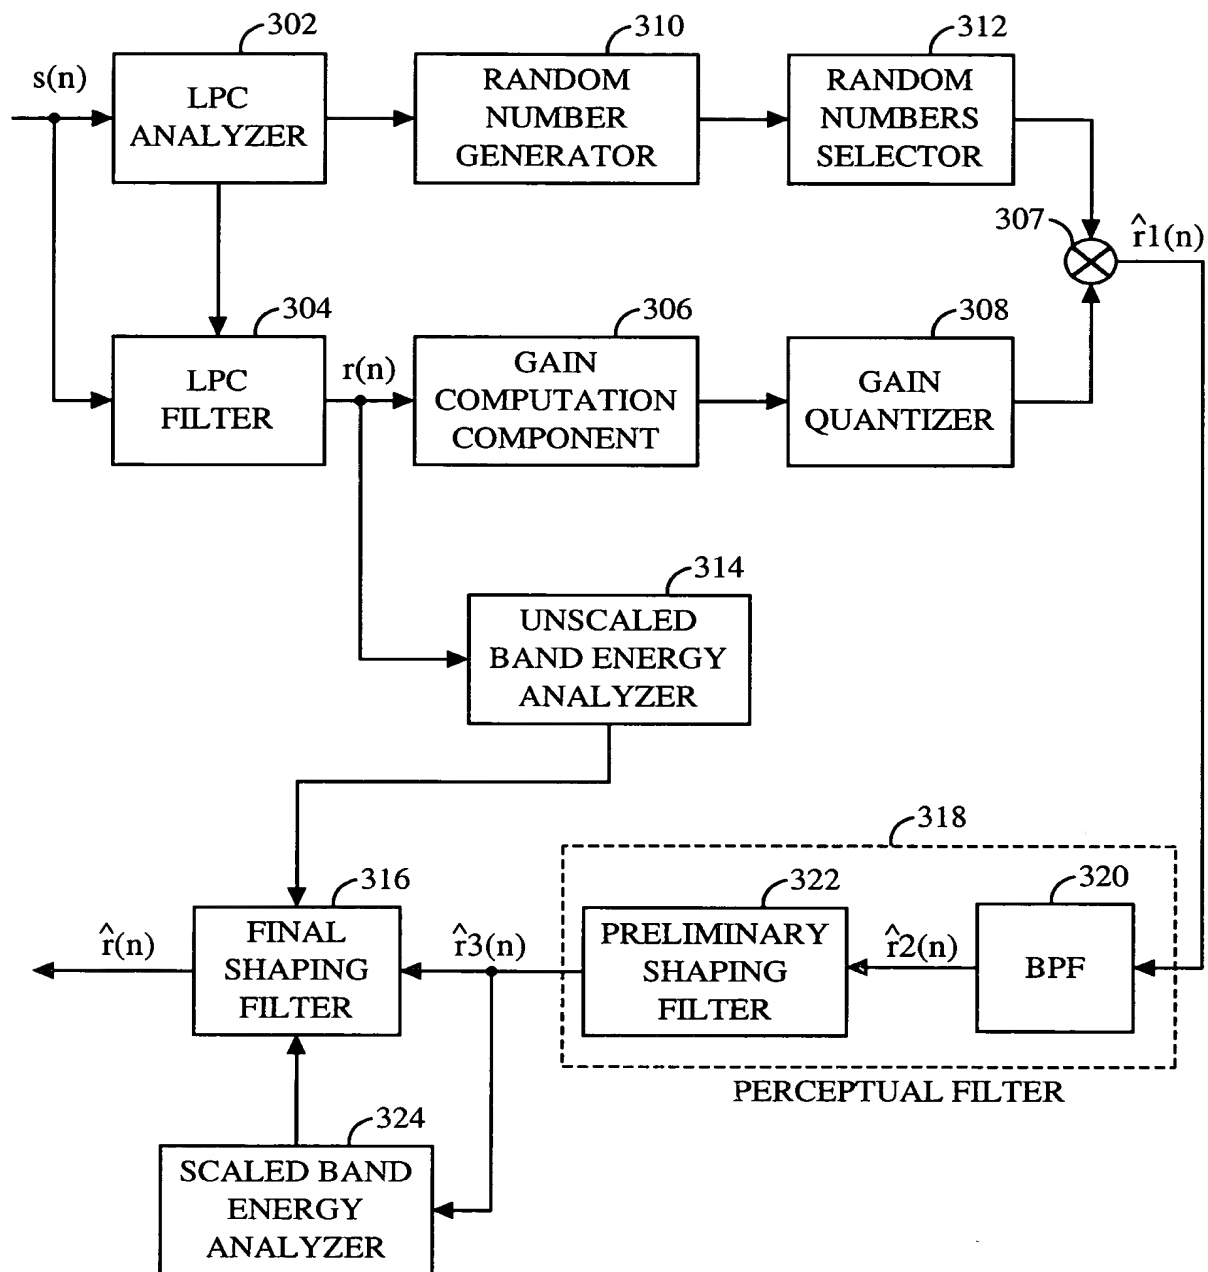 302
310
312
s(n)
LPC
ANALYZER
RANDOM
NUMBER
GENERATOR
RANDOM
NUMBERS
SELECTOR
307
r̂1(n)
304
306
308
LPC
FILTER
r(n)
GAIN
COMPUTATION
COMPONENT
GAIN
QUANTIZER
314
UNSCALED
BAND ENERGY
ANALYZER
318
316
322
320
r̂(n)
FINAL
SHAPING
FILTER
r̂3(n)
PRELIMINARY
SHAPING
FILTER
r̂2(n)
BPF
PERCEPTUAL FILTER
324
SCALED BAND
ENERGY
ANALYZER